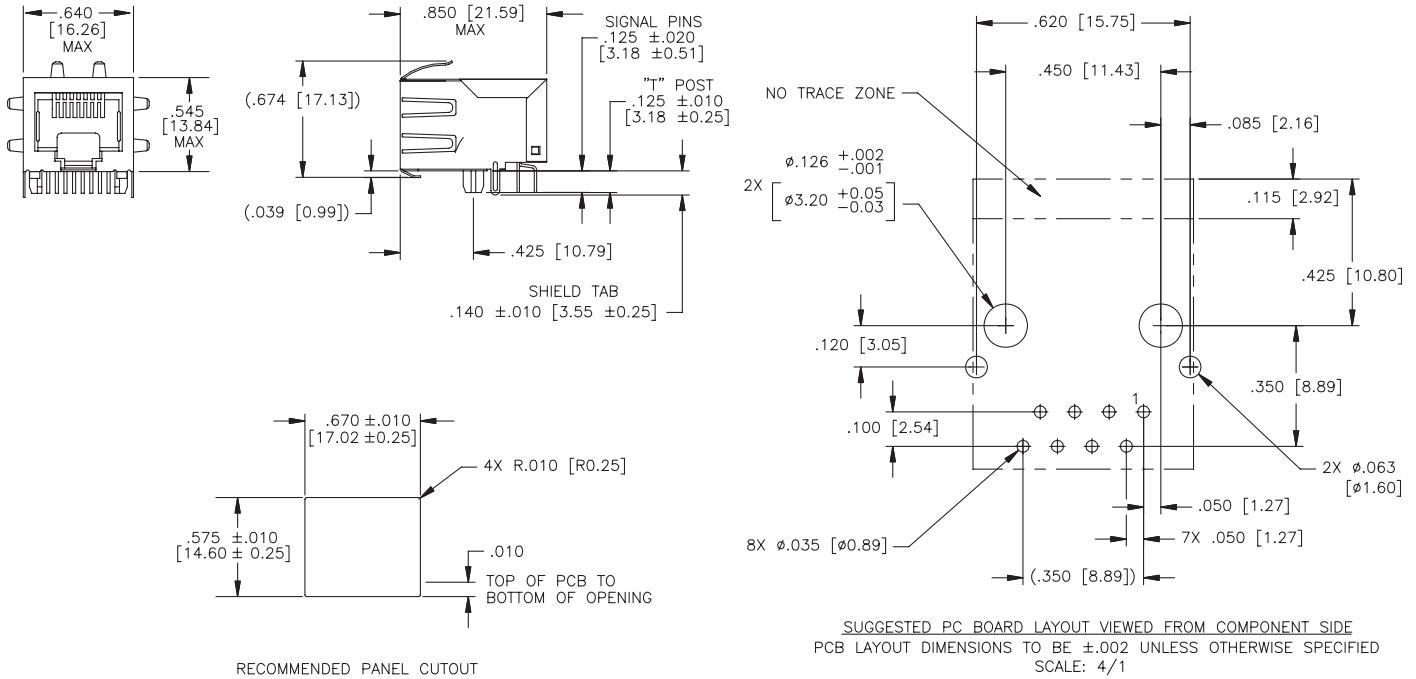 .640
[16.26]
MAX
.545
[13.84]
MAX
.850 [21.59]
MAX
SIGNAL PINS
.125 ±.020
[3.18 ±0.51]
"T" POST
.125 ±.010
[3.18 ±0.25]
(.674 [17.13])
(.039 [0.99])
.425 [10.79]
SHIELD TAB
.140 ±.010 [3.55 ±0.25]
.670 ±.010
[17.02 ±0.25]
4X R.010 [R0.25]
.575 ±.010
[14.60 ± 0.25]
.010
TOP OF PCB TO
BOTTOM OF OPENING
RECOMMENDED PANEL CUTOUT
.620 [15.75]
.450 [11.43]
NO TRACE ZONE
.085 [2.16]
ø.126 +.002
-.001
2X
[ø3.20 +0.05
-0.03]
.115 [2.92]
.425 [10.80]
.120 [3.05]
.350 [8.89]
1
.100 [2.54]
2X ø.063
[ø1.60]
.050 [1.27]
8X ø.035 [ø0.89]
7X .050 [1.27]
(.350 [8.89])
SUGGESTED PC BOARD LAYOUT VIEWED FROM COMPONENT SIDE
PCB LAYOUT DIMENSIONS TO BE ±.002 UNLESS OTHERWISE SPECIFIED
SCALE: 4/1